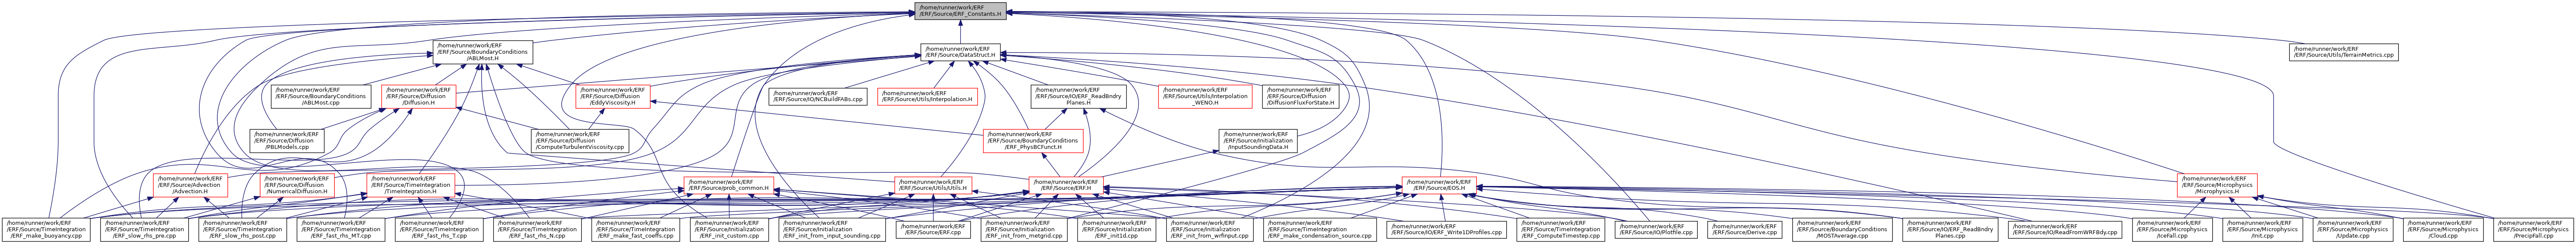 /home/runner/work/ERF
/ERF/Source/ERF_Constants.H
/home/runner/work/ERF
/ERF/Source/BoundaryConditions
/ABLMost.H
/home/runner/work/ERF
/ERF/Source/DataStruct.H
/home/runner/work/ERF
/ERF/Source/Utils/TerrainMetrics.cpp
/home/runner/work/ERF
/ERF/Source/BoundaryConditions
/ABLMost.cpp
/home/runner/work/ERF
/ERF/Source/Diffusion
/Diffusion.H
/home/runner/work/ERF
/ERF/Source/Diffusion
/EddyViscosity.H
/home/runner/work/ERF
/ERF/Source/IO/NCBuildFABs.cpp
/home/runner/work/ERF
/ERF/Source/Utils/Interpolation.H
/home/runner/work/ERF
/ERF/Source/IO/ERF_ReadBndry
Planes.H
/home/runner/work/ERF
/ERF/Source/Utils/Interpolation
_WENO.H
/home/runner/work/ERF
/ERF/Source/Diffusion
/DiffusionFluxForState.H
/home/runner/work/ERF
/ERF/Source/Diffusion
/PBLModels.cpp
/home/runner/work/ERF
/ERF/Source/Diffusion
/ComputeTurbulentViscosity.cpp
/home/runner/work/ERF
/ERF/Source/BoundaryConditions
/ERF_PhysBCFunct.H
/home/runner/work/ERF
/ERF/Source/Initialization
/InputSoundingData.H
/home/runner/work/ERF
/ERF/Source/Advection
/Advection.H
/home/runner/work/ERF
/ERF/Source/Diffusion
/NumericalDiffusion.H
/home/runner/work/ERF
/ERF/Source/TimeIntegration
/TimeIntegration.H
/home/runner/work/ERF
/ERF/Source/prob_common.H
/home/runner/work/ERF
/ERF/Source/Utils/Utils.H
/home/runner/work/ERF
/ERF/Source/ERF.H
/home/runner/work/ERF
/ERF/Source/EOS.H
/home/runner/work/ERF
/ERF/Source/Microphysics
/Microphysics.H
/home/runner/work/ERF
/ERF/Source/TimeIntegration
/ERF_make_buoyancy.cpp
/home/runner/work/ERF
/ERF/Source/TimeIntegration
/ERF_slow_rhs_pre.cpp
/home/runner/work/ERF
/ERF/Source/TimeIntegration
/ERF_slow_rhs_post.cpp
/home/runner/work/ERF
/ERF/Source/TimeIntegration
/ERF_fast_rhs_MT.cpp
/home/runner/work/ERF
/ERF/Source/TimeIntegration
/ERF_fast_rhs_T.cpp
/home/runner/work/ERF
/ERF/Source/TimeIntegration
/ERF_fast_rhs_N.cpp
/home/runner/work/ERF
/ERF/Source/TimeIntegration
/ERF_make_fast_coeffs.cpp
/home/runner/work/ERF
/ERF/Source/Initialization
/ERF_init_custom.cpp
/home/runner/work/ERF
/ERF/Source/Initialization
/ERF_init_from_input_sounding.cpp
/home/runner/work/ERF
/ERF/Source/ERF.cpp
/home/runner/work/ERF
/ERF/Source/Initialization
/ERF_init_from_metgrid.cpp
/home/runner/work/ERF
/ERF/Source/Initialization
/ERF_init1d.cpp
/home/runner/work/ERF
/ERF/Source/Initialization
/ERF_init_from_wrfinput.cpp
/home/runner/work/ERF
/ERF/Source/TimeIntegration
/ERF_make_condensation_source.cpp
/home/runner/work/ERF
/ERF/Source/IO/ERF_Write1DProfiles.cpp
/home/runner/work/ERF
/ERF/Source/TimeIntegration
/ERF_ComputeTimestep.cpp
/home/runner/work/ERF
/ERF/Source/IO/Plotfile.cpp
/home/runner/work/ERF
/ERF/Source/Derive.cpp
/home/runner/work/ERF
/ERF/Source/BoundaryConditions
/MOSTAverage.cpp
/home/runner/work/ERF
/ERF/Source/IO/ERF_ReadBndry
Planes.cpp
/home/runner/work/ERF
/ERF/Source/IO/ReadFromWRFBdy.cpp
/home/runner/work/ERF
/ERF/Source/Microphysics
/IceFall.cpp
/home/runner/work/ERF
/ERF/Source/Microphysics
/Init.cpp
/home/runner/work/ERF
/ERF/Source/Microphysics
/Update.cpp
/home/runner/work/ERF
/ERF/Source/Microphysics
/Cloud.cpp
/home/runner/work/ERF
/ERF/Source/Microphysics
/PrecipFall.cpp